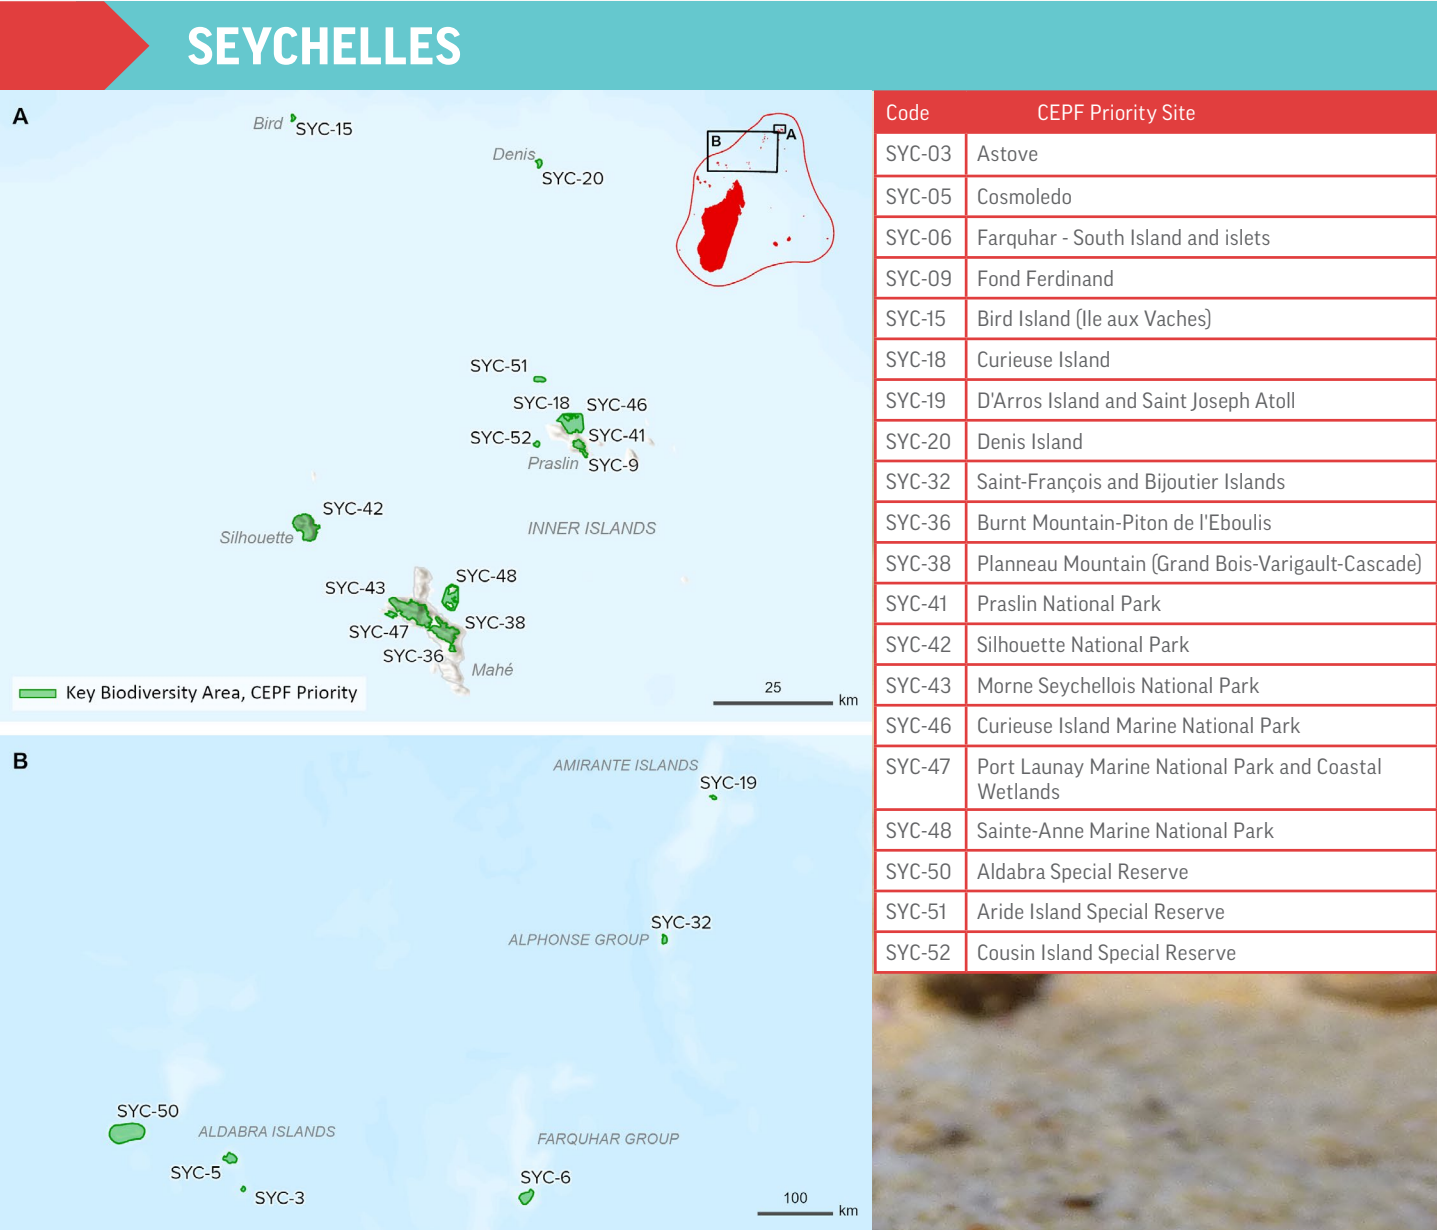 SEYCHELLES
A
Bird
SYC-15
Denis
SYC-20
B
A
SYC-51
SYC-18
SYC-46
SYC-52
SYC-41
Praslin
SYC-9
SYC-42
Silhouette
INNER ISLANDS
SYC-48
SYC-43
SYC-38
SYC-47
SYC-36
Mahé
Key Biodiversity Area, CEPF Priority
25
km
B
AMIRANTE ISLANDS
SYC-19
SYC-32
ALPHONSE GROUP
SYC-50
ALDABRA ISLANDS
FARQUHAR GROUP
SYC-5
SYC-6
SYC-3
100
km
Code CEPF Priority Site
SYC-03 Astove
SYC-05 Cosmoledo
SYC-06 Farquhar - South Island and islets
SYC-09 Fond Ferdinand
SYC-15 Bird Island (Ile aux Vaches)
SYC-18 Curieuse Island
SYC-19 D'Arros Island and Saint Joseph Atoll
SYC-20 Denis Island
SYC-32 Saint-François and Bijoutier Islands
SYC-36 Burnt Mountain-Piton de l'Eboulis
SYC-38 Planneau Mountain (Grand Bois-Varigault-Cascade)
SYC-41 Praslin National Park
SYC-42 Silhouette National Park
SYC-43 Morne Seychellois National Park
SYC-46 Curieuse Island Marine National Park
SYC-47 Port Launay Marine National Park and Coastal
Wetlands
SYC-48 Sainte-Anne Marine National Park
SYC-50 Aldabra Special Reserve
SYC-51 Aride Island Special Reserve
SYC-52 Cousin Island Special Reserve